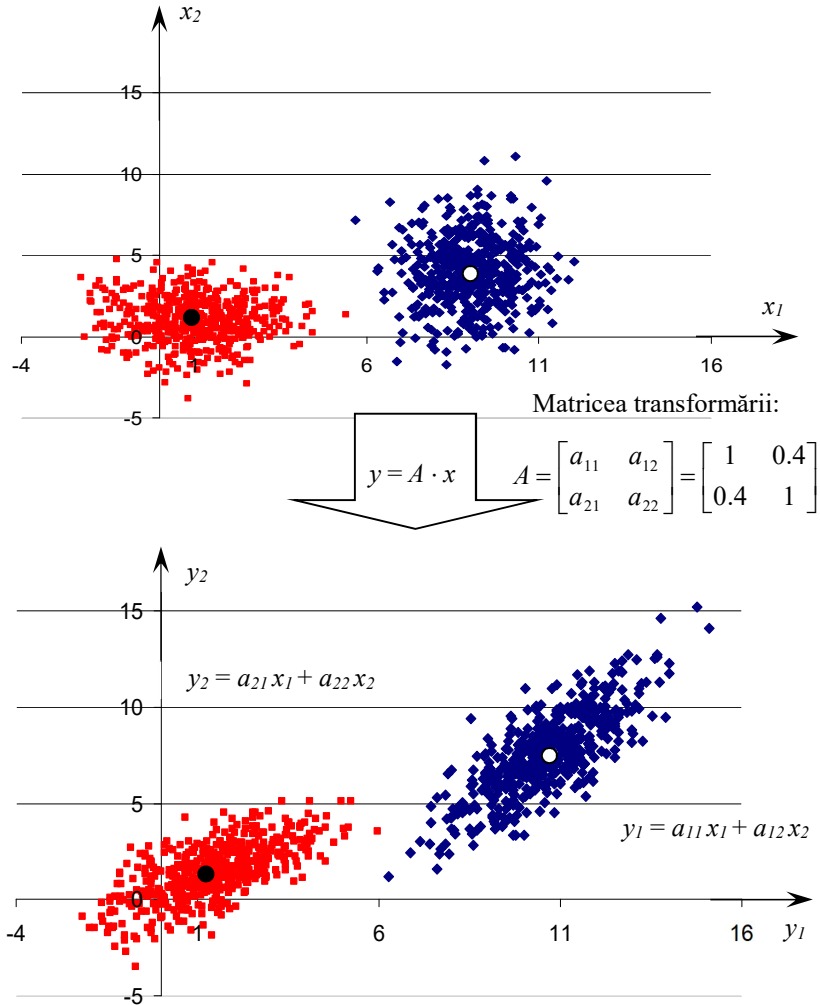 x2
15
10
5
0
x1
-4
1
6
11
16
-5
Matricea transformării:
y = A · x
A = [a11 a12; a21 a22] = [1 0.4; 0.4 1]
y2
15
y2 = a21 x1 + a22 x2
10
5
y1 = a11 x1 + a12 x2
0
-4
1
6
11
16
y1
-5